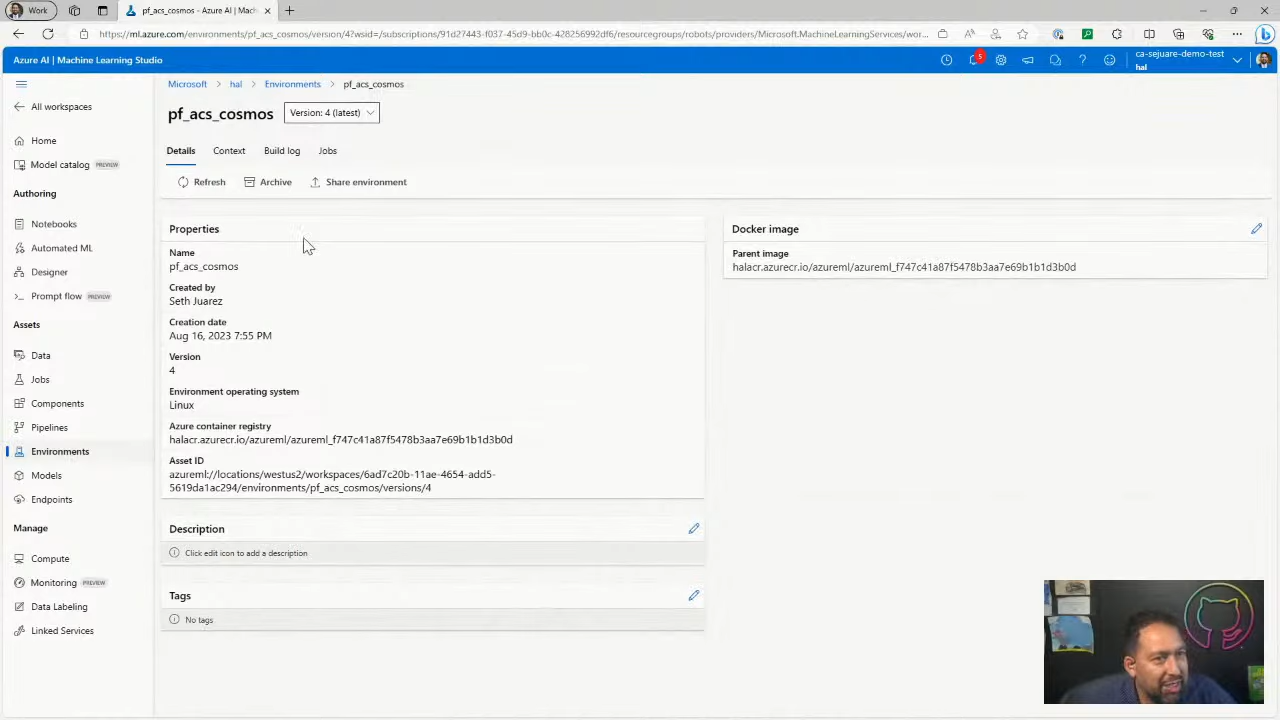 Work
pf_acs_cosmos - Azure AI | Mach
https://ml.azure.com/environments/pf_acs_cosmos/version/4?wsid=/subscriptions/91d27443-f037-45d9-bb0c-428256992df6/resourcegroups/robots/providers/Microsoft.MachineLearningServices/wor...
Azure AI | Machine Learning Studio
5
ca-sejuare-demo-test
hal
All workspaces
Home
Model catalog PREVIEW
Authoring
Notebooks
Automated ML
Designer
Prompt flow PREVIEW
Assets
Data
Jobs
Components
Pipelines
Environments
Models
Endpoints
Manage
Compute
Monitoring PREVIEW
Data Labeling
Linked Services
Microsoft > hal > Environments > pf_acs_cosmos
pf_acs_cosmos
Version: 4 (latest)
Details Context Build log Jobs
Refresh Archive Share environment
Properties
Name
pf_acs_cosmos
Created by
Seth Juarez
Creation date
Aug 16, 2023 7:55 PM
Version
4
Environment operating system
Linux
Azure container registry
halacr.azurecr.io/azureml/azureml_f747c41a87f5478b3aa7e69b1b1d3b0d
Asset ID
azureml://locations/westus2/workspaces/6ad7c20b-11ae-4654-add5-
5619da1ac294/environments/pf_acs_cosmos/versions/4
Description
Click edit icon to add a description
Tags
No tags
Docker image
Parent image
halacr.azurecr.io/azureml/azureml_f747c41a87f5478b3aa7e69b1b1d3b0d